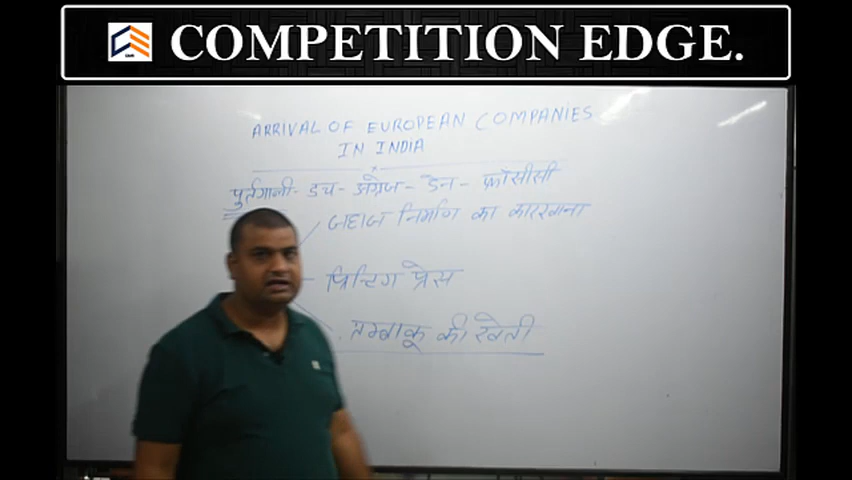 COMPETITION EDGE.
ARRIVAL OF EUROPEAN COMPANIES
IN INDIA
पुर्तगाली - डच - अंग्रेज - डेन - फ्रांसीसी
जहाज निर्माण का कारखाना
प्रिन्टिग प्रेस
तम्बाकू की खेती